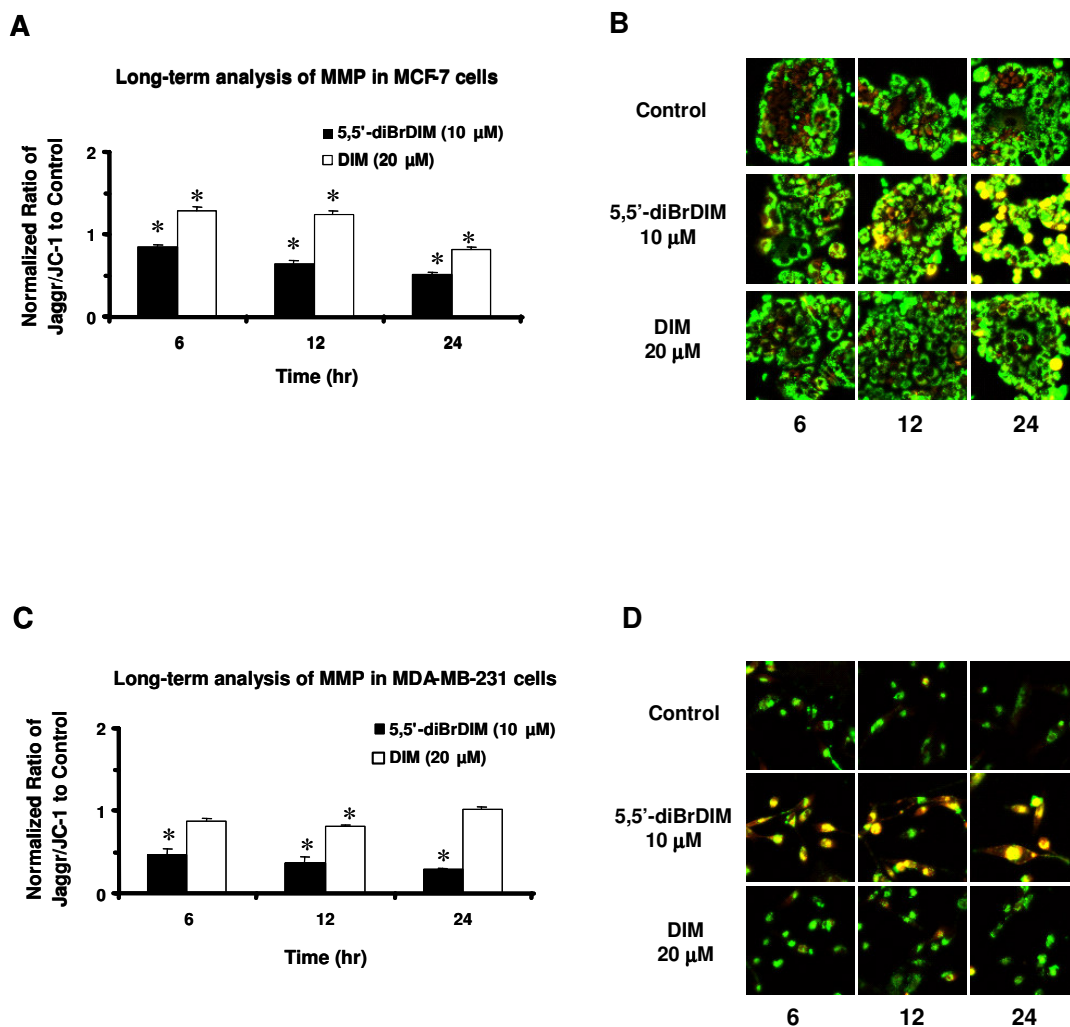 A
Long-term analysis of MMP in MCF-7 cells
Normalized Ratio of
Jaggr/JC-1 to Control
5,5'-diBrDIM (10 µM)
DIM (20 µM)
2
1
0
* * * * * *
6 12 24
Time (hr)
B
Control
5,5'-diBrDIM
10 µM
DIM
20 µM
6 12 24
C
Long-term analysis of MMP in MDA-MB-231 cells
Normalized Ratio of
Jaggr/JC-1 to Control
5,5'-diBrDIM (10 µM)
DIM (20 µM)
2
1
0
* * * *
6 12 24
Time (hr)
D
Control
5,5'-diBrDIM
10 µM
DIM
20 µM
6 12 24